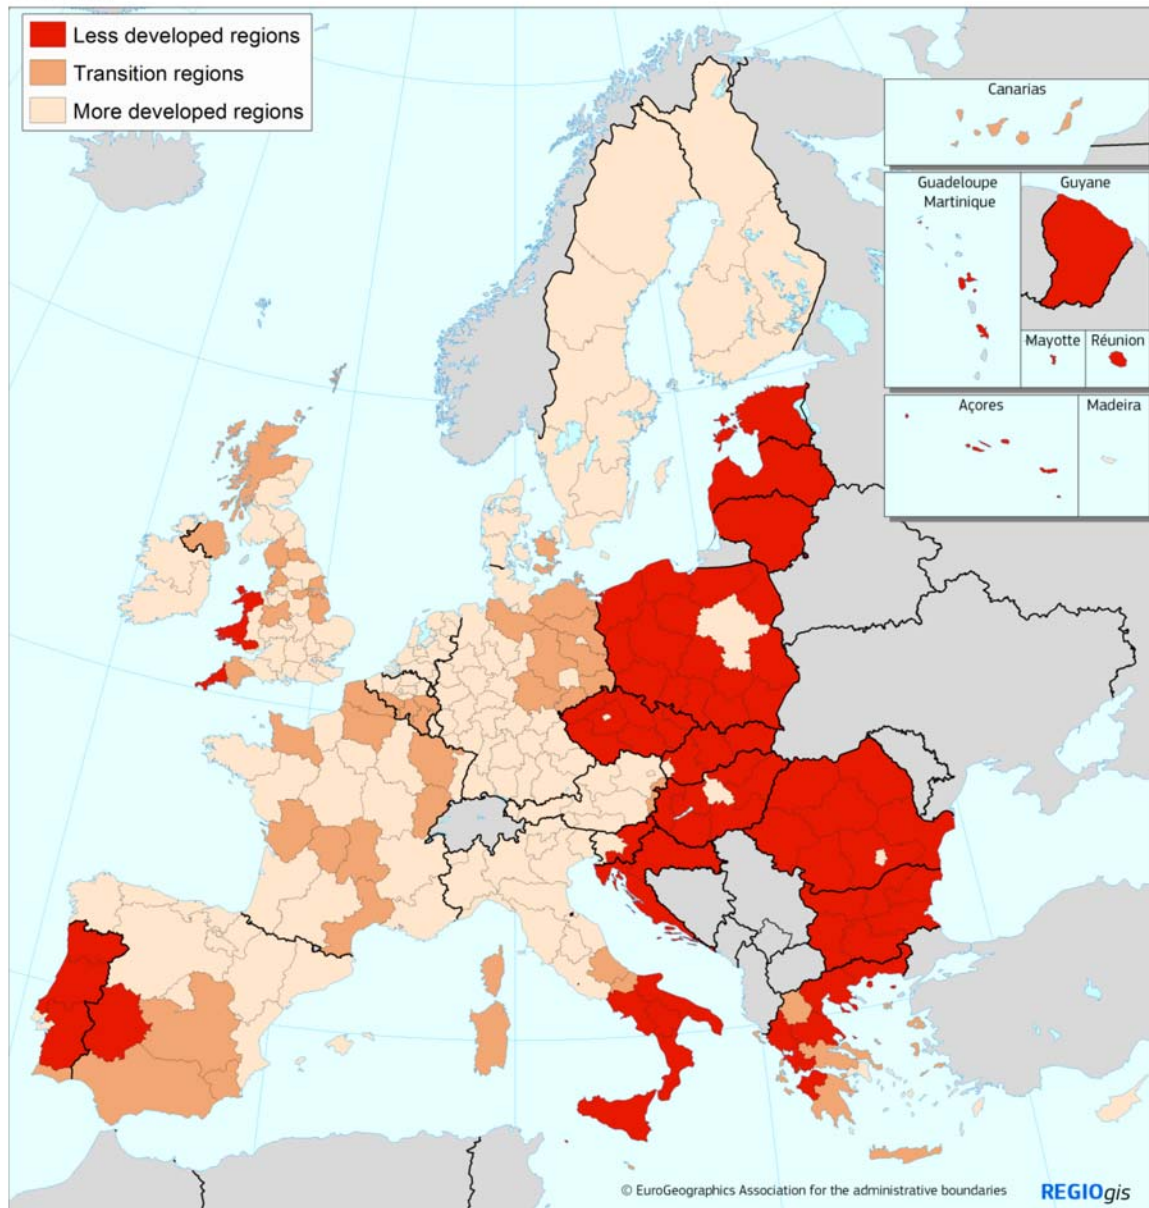 Less developed regions
Transition regions
More developed regions
Canarias
Guadeloupe
Martinique
Guyane
Mayotte
Réunion
Açores
Madeira
© EuroGeographics Association for the administrative boundaries
REGIOgis